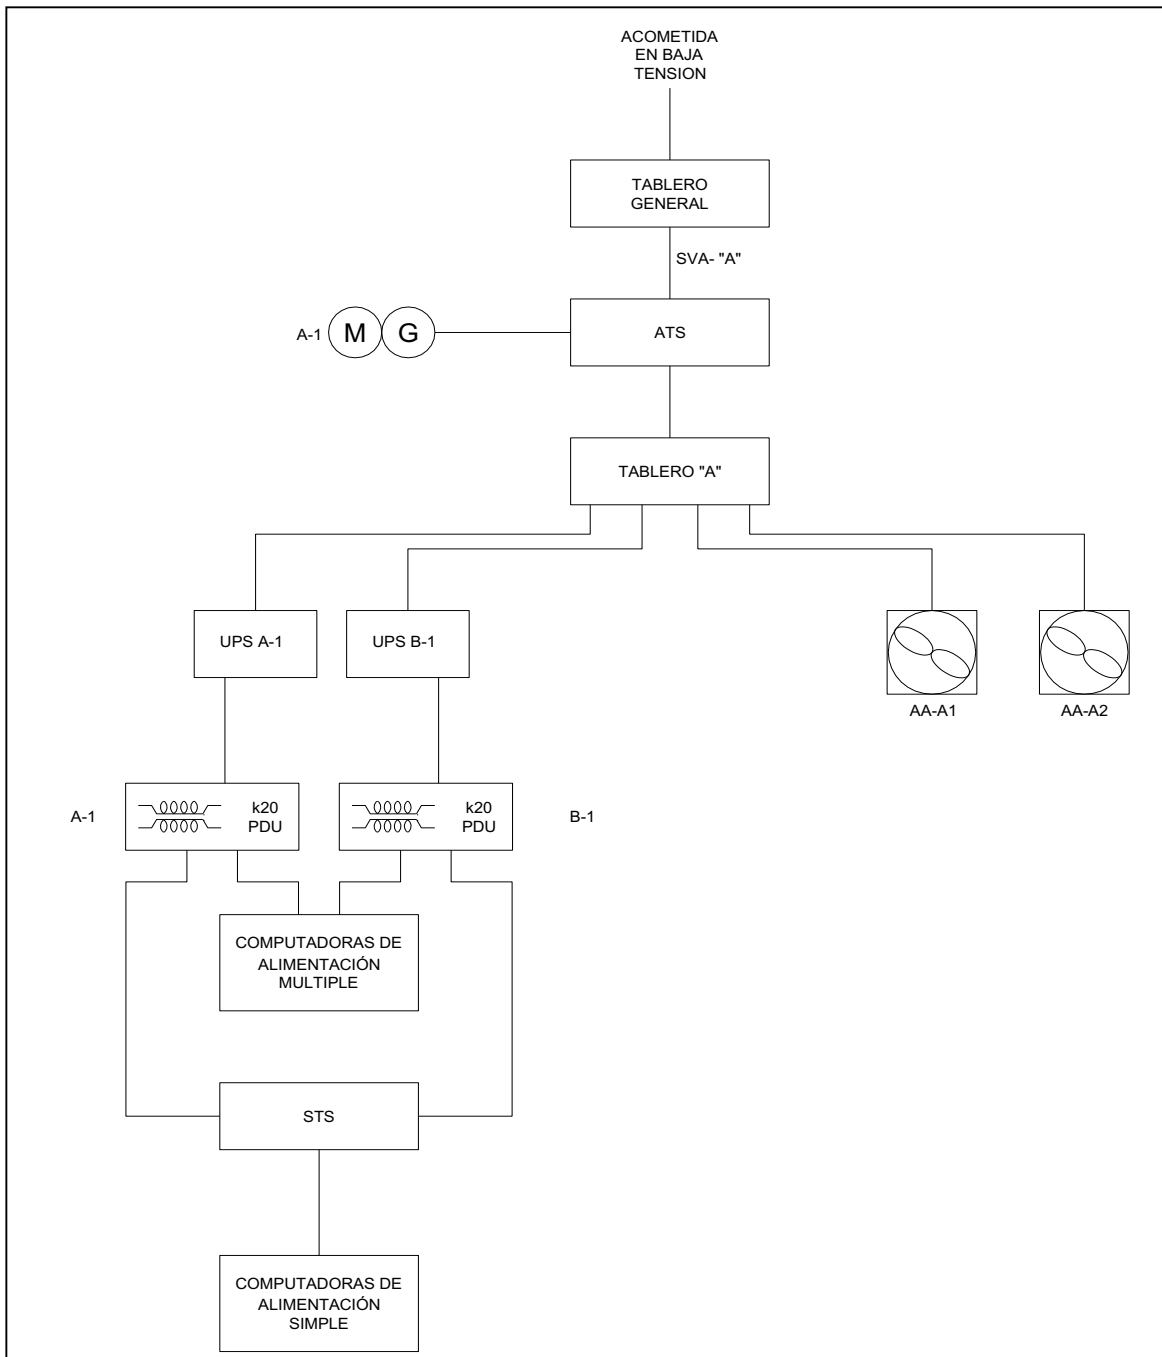 ACOMETIDA
EN BAJA
TENSION
TABLERO
GENERAL
SVA- "A"
A-1
M
G
ATS
TABLERO "A"
UPS A-1
UPS B-1
AA-A1
AA-A2
A-1
k20
PDU
k20
PDU
B-1
COMPUTADORAS DE
ALIMENTACIÓN
MULTIPLE
STS
COMPUTADORAS DE
ALIMENTACIÓN
SIMPLE